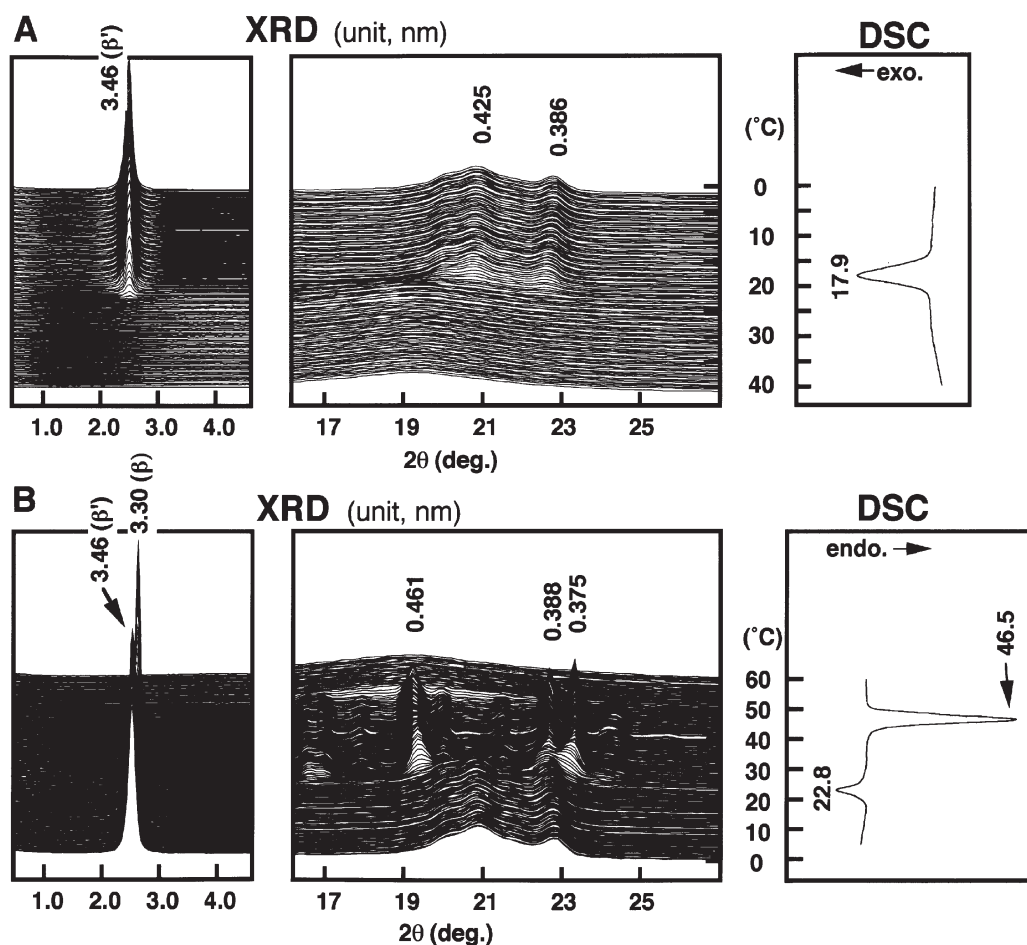 A
XRD (unit, nm)
DSC
3.46 (β')
0.425
0.386
exo.
(˚C)
0
10
20
30
40
17.9
1.0 2.0 3.0 4.0
17 19 21 23 25
2θ (deg.)
B
XRD (unit, nm)
DSC
3.46 (β')
3.30 (β)
0.461
0.388
0.375
endo.
46.5
(˚C)
60
50
40
30
20
10
0
22.8
1.0 2.0 3.0 4.0
17 19 21 23 25
2θ (deg.)